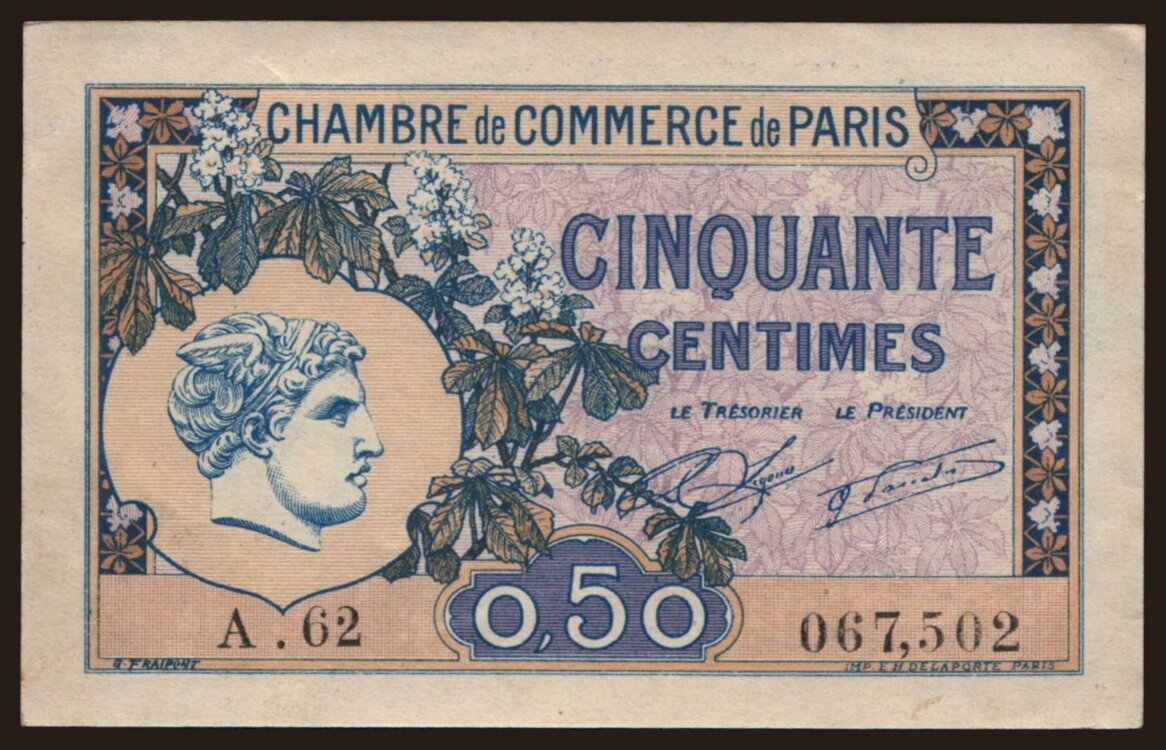 CHAMBRE de COMMERCE de PARIS
CINQUANTE
CENTIMES
LE TRÉSORIER LE PRÉSIDENT
A.62
0,50
067,502
G. FRAIPONT
IMP. E.H DELAPORTE PARIS